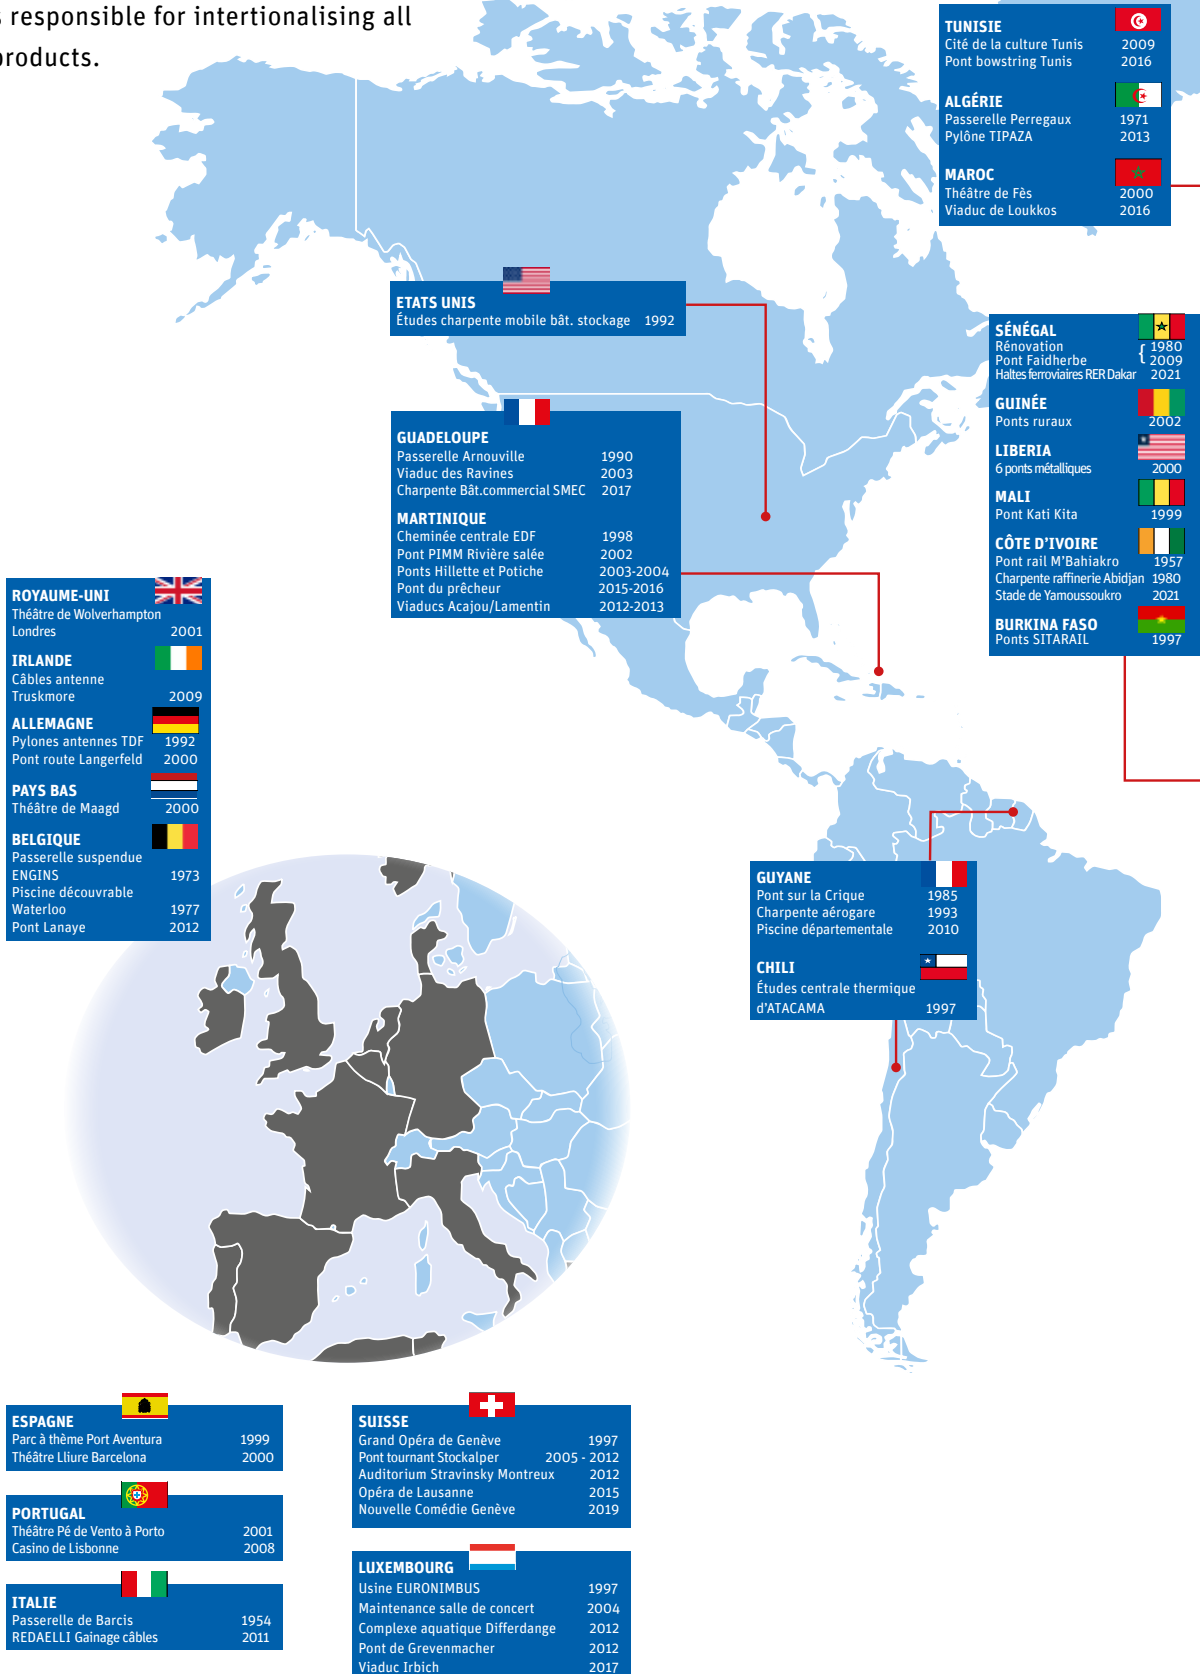 s responsible for intertionalising all
products.
TUNISIE
Cité de la culture Tunis 2009
Pont bowstring Tunis 2016
ALGÉRIE
Passerelle Perregaux 1971
Pylône TIPAZA 2013
MAROC
Théâtre de Fès 2000
Viaduc de Loukkos 2016
ETATS UNIS
Études charpente mobile bât. stockage 1992
SÉNÉGAL
Rénovation { 1980
Pont Faidherbe 2009
Haltes ferroviaires RER Dakar 2021
GUINÉE
Ponts ruraux 2002
LIBERIA
6 ponts métalliques 2000
MALI
Pont Kati Kita 1999
CÔTE D'IVOIRE
Pont rail M'Bahiakro 1957
Charpente raffinerie Abidjan 1980
Stade de Yamoussoukro 2021
BURKINA FASO
Ponts SITARAIL 1997
GUADELOUPE
Passerelle Arnouville 1990
Viaduc des Ravines 2003
Charpente Bât.commercial SMEC 2017
MARTINIQUE
Cheminée centrale EDF 1998
Pont PIMM Rivière salée 2002
Ponts Hillette et Potiche 2003-2004
Pont du prêcheur 2015-2016
Viaducs Acajou/Lamentin 2012-2013
ROYAUME-UNI
Théâtre de Wolverhampton
Londres 2001
IRLANDE
Câbles antenne
Truskmore 2009
ALLEMAGNE
Pylones antennes TDF 1992
Pont route Langerfeld 2000
PAYS BAS
Théâtre de Maagd 2000
BELGIQUE
Passerelle suspendue
ENGINS 1973
Piscine découvrable
Waterloo 1977
Pont Lanaye 2012
GUYANE
Pont sur la Crique 1985
Charpente aérogare 1993
Piscine départementale 2010
CHILI
Études centrale thermique
d'ATACAMA 1997
ESPAGNE
Parc à thème Port Aventura 1999
Théâtre Lliure Barcelona 2000
PORTUGAL
Théâtre Pé de Vento à Porto 2001
Casino de Lisbonne 2008
ITALIE
Passerelle de Barcis 1954
REDAELLI Gainage câbles 2011
SUISSE
Grand Opéra de Genève 1997
Pont tournant Stockalper 2005 - 2012
Auditorium Stravinsky Montreux 2012
Opéra de Lausanne 2015
Nouvelle Comédie Genève 2019
LUXEMBOURG
Usine EURONIMBUS 1997
Maintenance salle de concert 2004
Complexe aquatique Differdange 2012
Pont de Grevenmacher 2012
Viaduc Irbich 2017